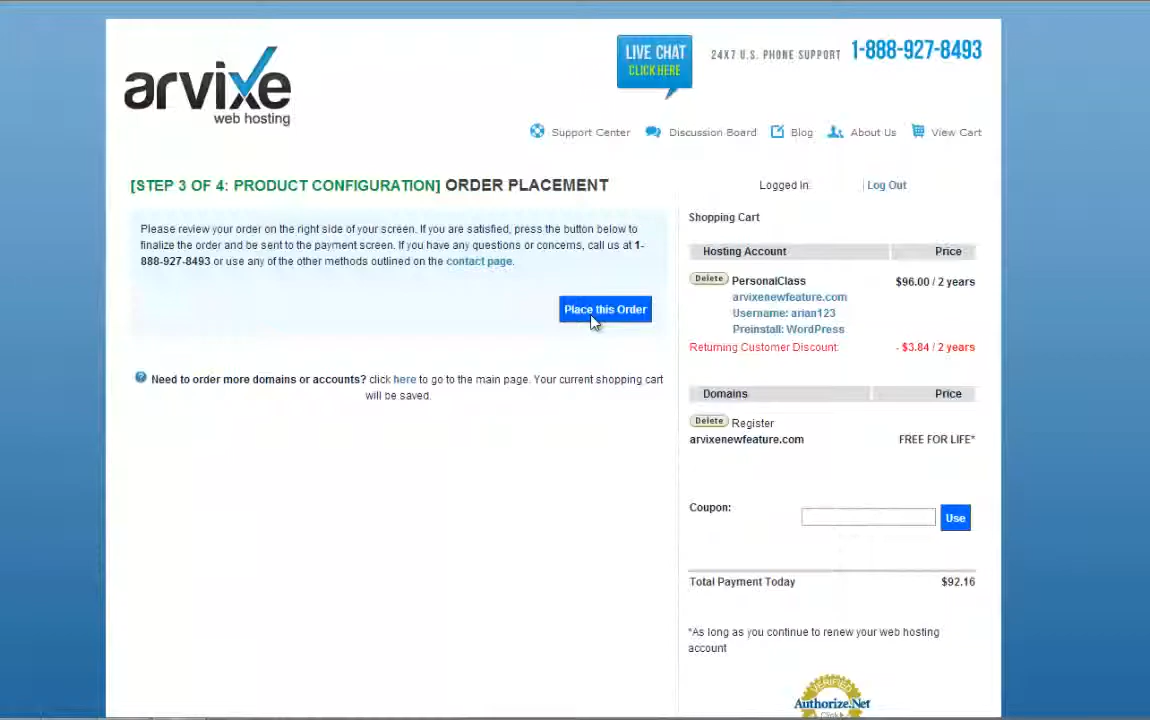 arvixe
web hosting
LIVE CHAT
CLICK HERE
24X7 U.S. PHONE SUPPORT 1-888-927-8493
Support Center Discussion Board Blog About Us View Cart
[STEP 3 OF 4: PRODUCT CONFIGURATION] ORDER PLACEMENT
Logged In: | Log Out
Please review your order on the right side of your screen. If you are satisfied, press the button below to
finalize the order and be sent to the payment screen. If you have any questions or concerns, call us at 1-
888-927-8493 or use any of the other methods outlined on the contact page.
Place this Order
Need to order more domains or accounts? click here to go to the main page. Your current shopping cart
will be saved.
Shopping Cart
Hosting Account Price
Delete PersonalClass $96.00 / 2 years
arvixenewfeature.com
Username: arian123
Preinstall: WordPress
Returning Customer Discount: - $3.84 / 2 years
Domains Price
Delete Register
arvixenewfeature.com FREE FOR LIFE*
Coupon: Use
Total Payment Today $92.16
*As long as you continue to renew your web hosting
account
VERIFIED
Authorize.Net